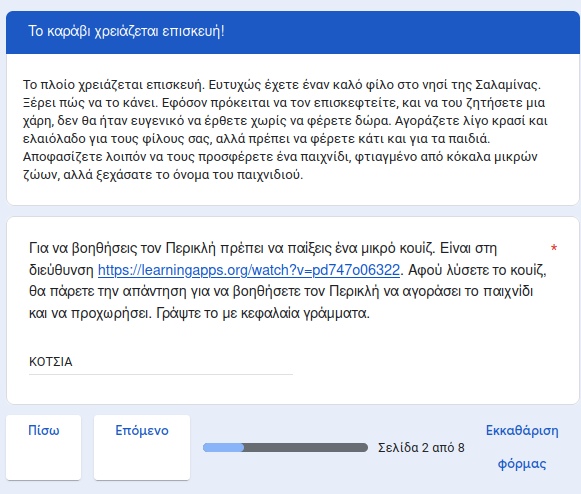 Το καράβι χρειάζεται επισκευή!
Το πλοίο χρειάζεται επισκευή. Ευτυχώς έχετε έναν καλό φίλο στο νησί της Σαλαμίνας.
Ξέρει πώς να το κάνει. Εφόσον πρόκειται να τον επισκεφτείτε, και να του ζητήσετε μια
χάρη, δεν θα ήταν ευγενικό να έρθετε χωρίς να φέρετε δώρα. Αγοράζετε λίγο κρασί και
ελαιόλαδο για τους φίλους σας, αλλά πρέπει να φέρετε κάτι και για τα παιδιά.
Αποφασίζετε λοιπόν να τους προσφέρετε ένα παιχνίδι, φτιαγμένο από κόκαλα μικρών
ζώων, αλλά ξεχάσατε το όνομα του παιχνιδιού.
Για να βοηθήσεις τον Περικλή πρέπει να παίξεις ένα μικρό κουίζ. Είναι στη *
διεύθυνση https://learningapps.org/watch?v=pd747o06322. Αφού λύσετε το κουίζ,
θα πάρετε την απάντηση για να βοηθήσετε τον Περικλή να αγοράσει το παιχνίδι
και να προχωρήσει. Γράψτε το με κεφαλαία γράμματα.
ΚΟΤΣΙΑ
Πίσω Επόμενο Σελίδα 2 από 8 Εκκαθάριση
φόρμας